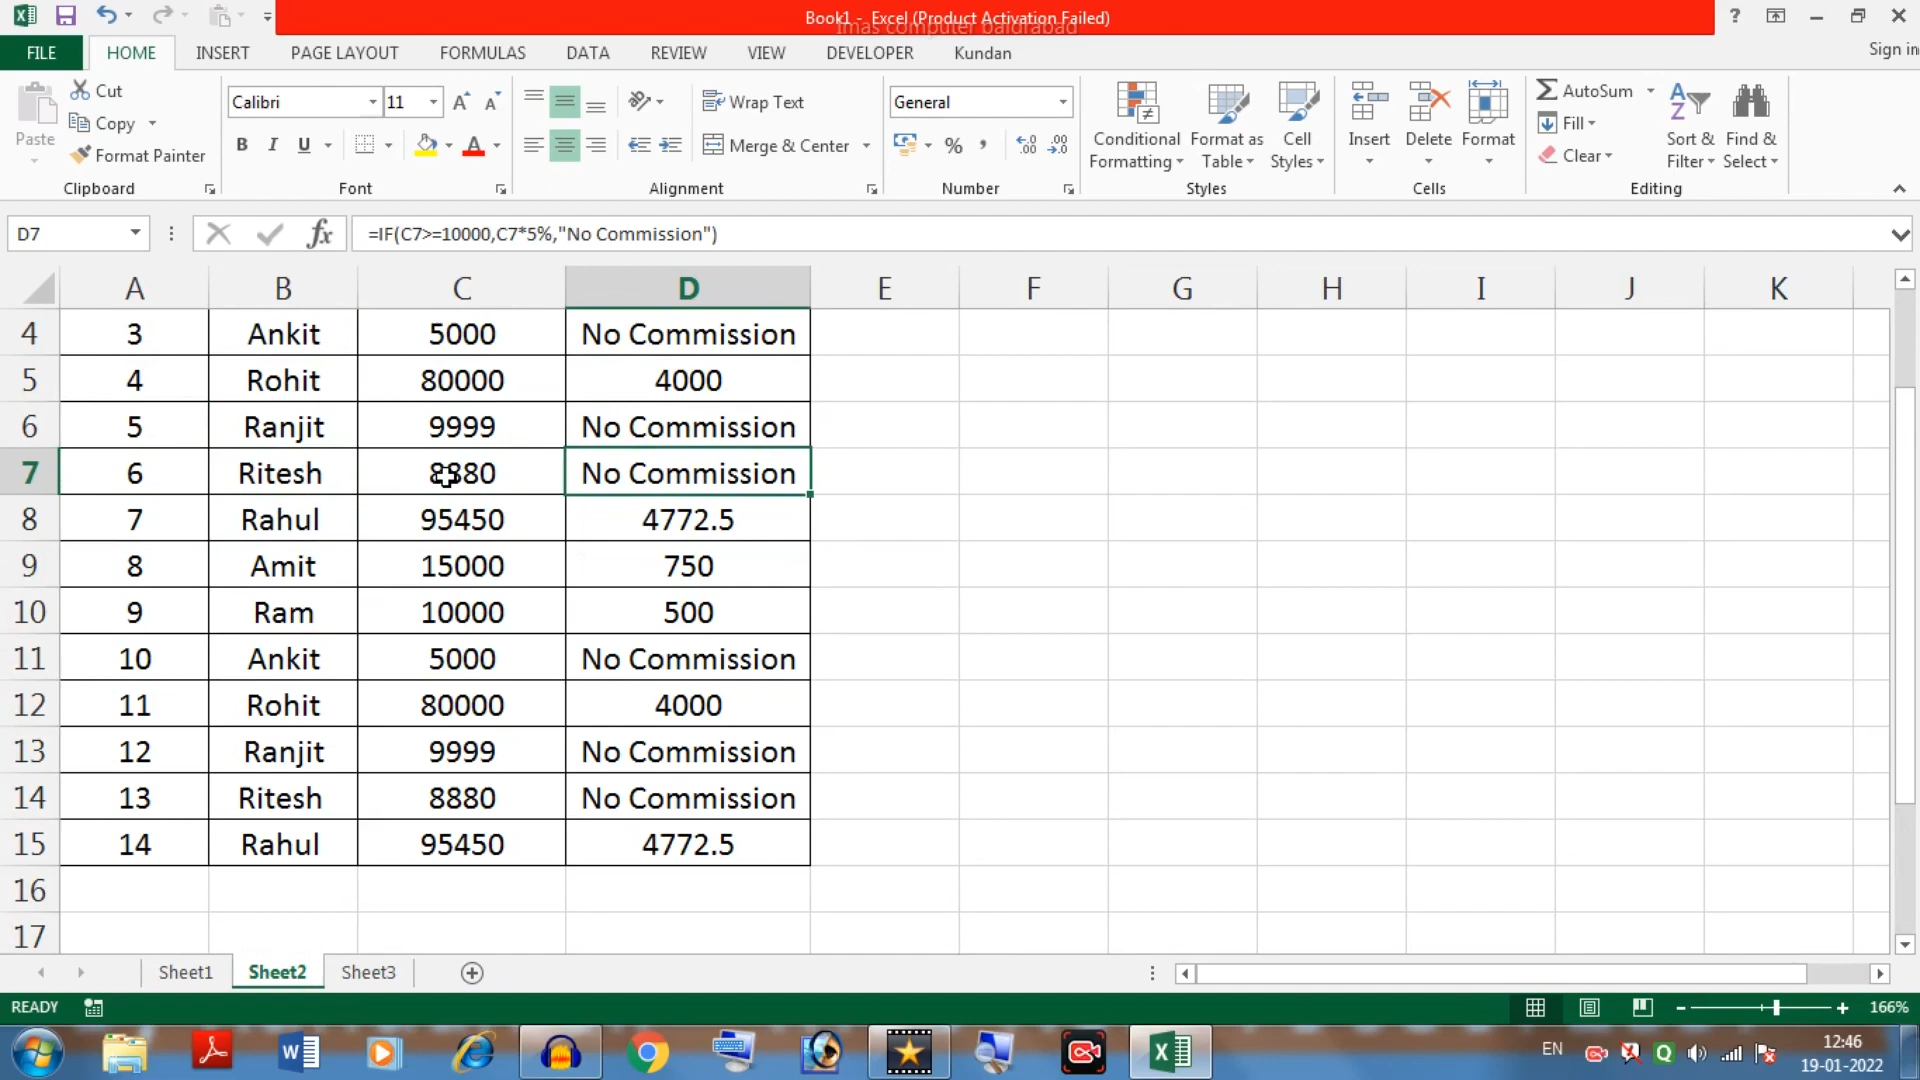 Book1 - Excel (Product Activation Failed)
Imas computer baidrabad
Sign in
FILE HOME INSERT PAGE LAYOUT FORMULAS DATA REVIEW VIEW DEVELOPER Kundan
Paste
Cut
Copy
Format Painter
Clipboard
Calibri 11
B I U
Font
Wrap Text
Merge & Center
Alignment
General
%
Number
Conditional Formatting
Format as Table
Cell Styles
Styles
Insert
Delete
Format
Cells
AutoSum
Fill
Clear
Sort & Filter
Find & Select
Editing
D7 fx =IF(C7>=10000,C7*5%,"No Commission")
A B C D E F G H I J K
4 3 Ankit 5000 No Commission
5 4 Rohit 80000 4000
6 5 Ranjit 9999 No Commission
7 6 Ritesh 8880 No Commission
8 7 Rahul 95450 4772.5
9 8 Amit 15000 750
10 9 Ram 10000 500
11 10 Ankit 5000 No Commission
12 11 Rohit 80000 4000
13 12 Ranjit 9999 No Commission
14 13 Ritesh 8880 No Commission
15 14 Rahul 95450 4772.5
16
17
Sheet1 Sheet2 Sheet3
READY 166%
EN 12:46
19-01-2022